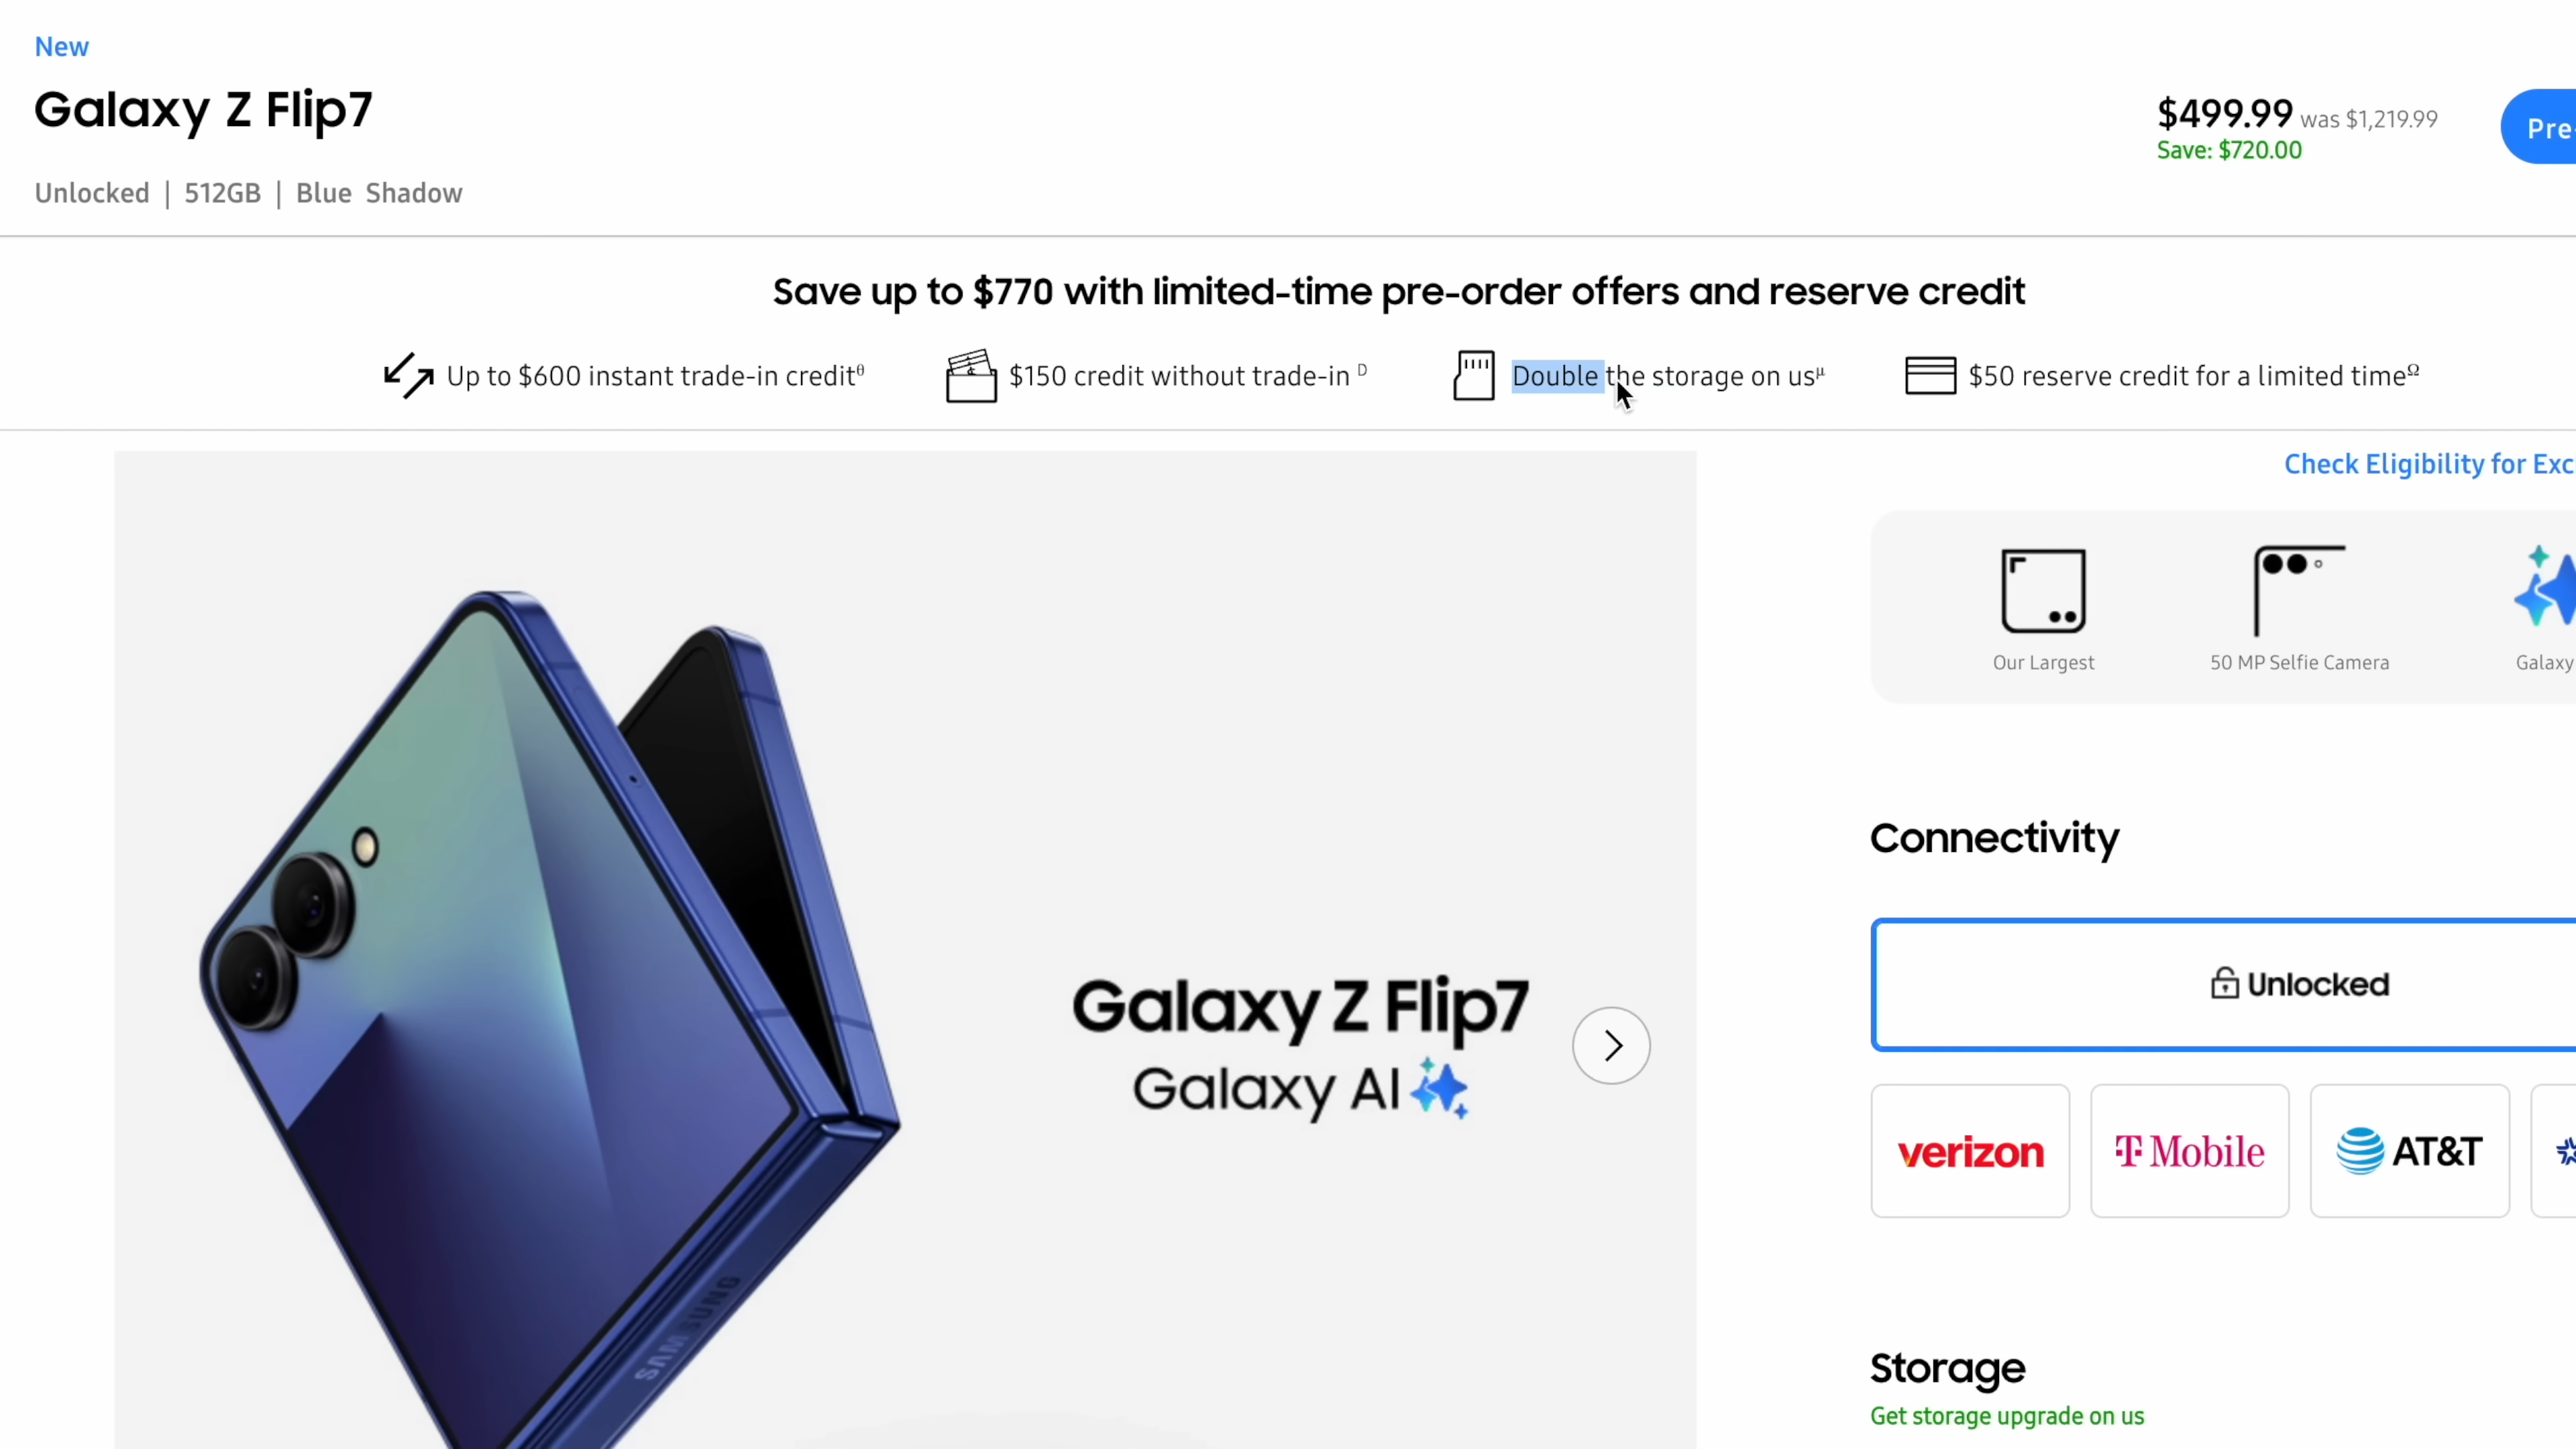 New
Galaxy Z Flip7
$499.99 was $1,219.99
Save: $720.00
Pre-
Unlocked | 512GB | Blue Shadow
Save up to $770 with limited-time pre-order offers and reserve credit
Up to $600 instant trade-in creditᶿ
$150 credit without trade-in ᴰ
Double the storage on usᵘ
$50 reserve credit for a limited timeΩ
Check Eligibility for Exc
Our Largest
50 MP Selfie Camera
Galaxy
Connectivity
Unlocked
Galaxy Z Flip7
Galaxy AI
verizon
T Mobile
AT&T
SAMSUNG
Storage
Get storage upgrade on us